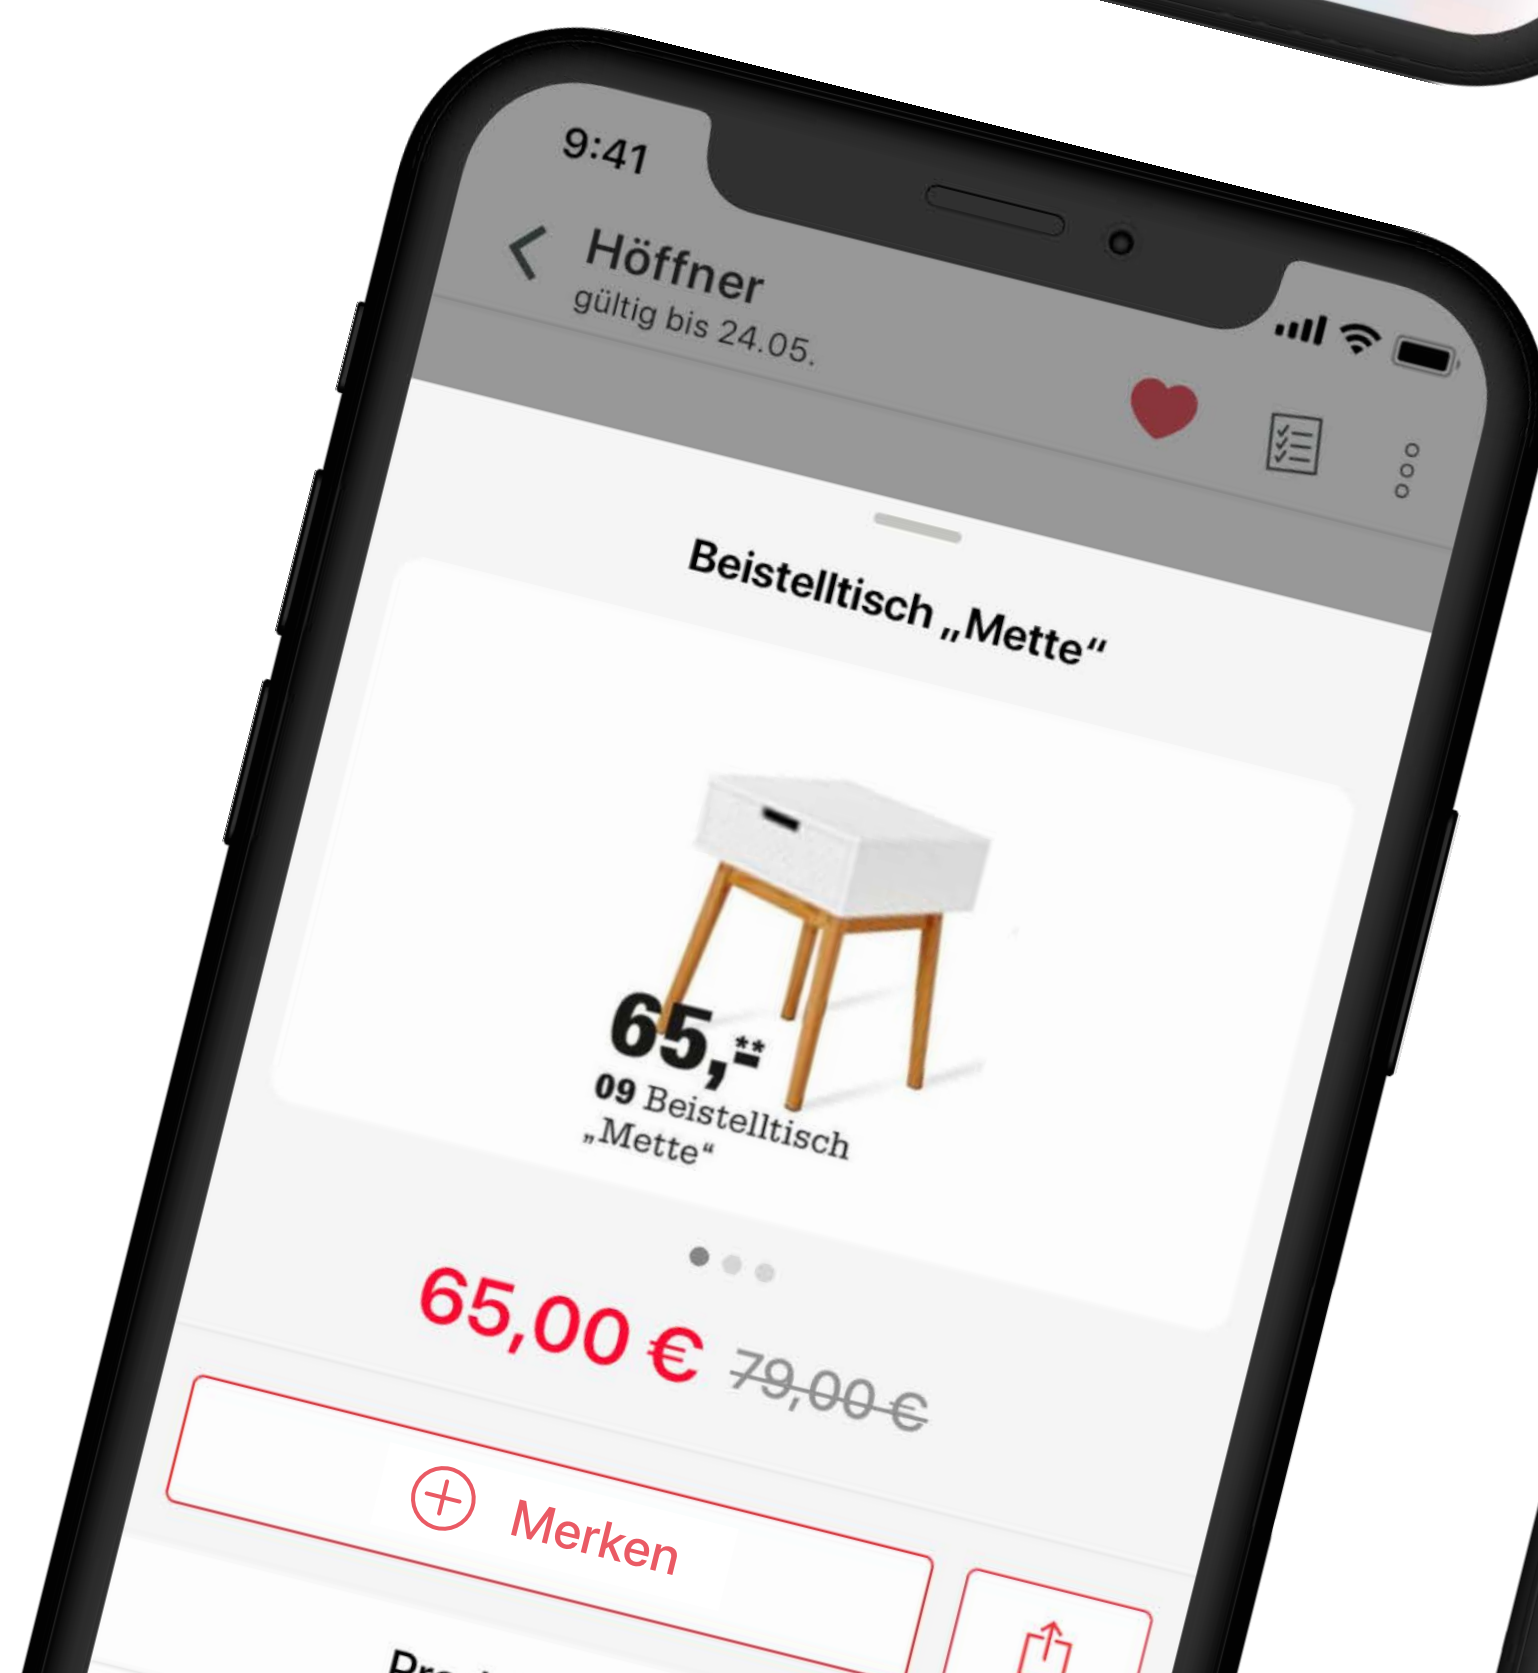 9:41
Höffner
gültig bis 24.05.
Beistelltisch „Mette“
65,-**
09 Beistelltisch
„Mette“
65,00 € 79,00 €
Merken